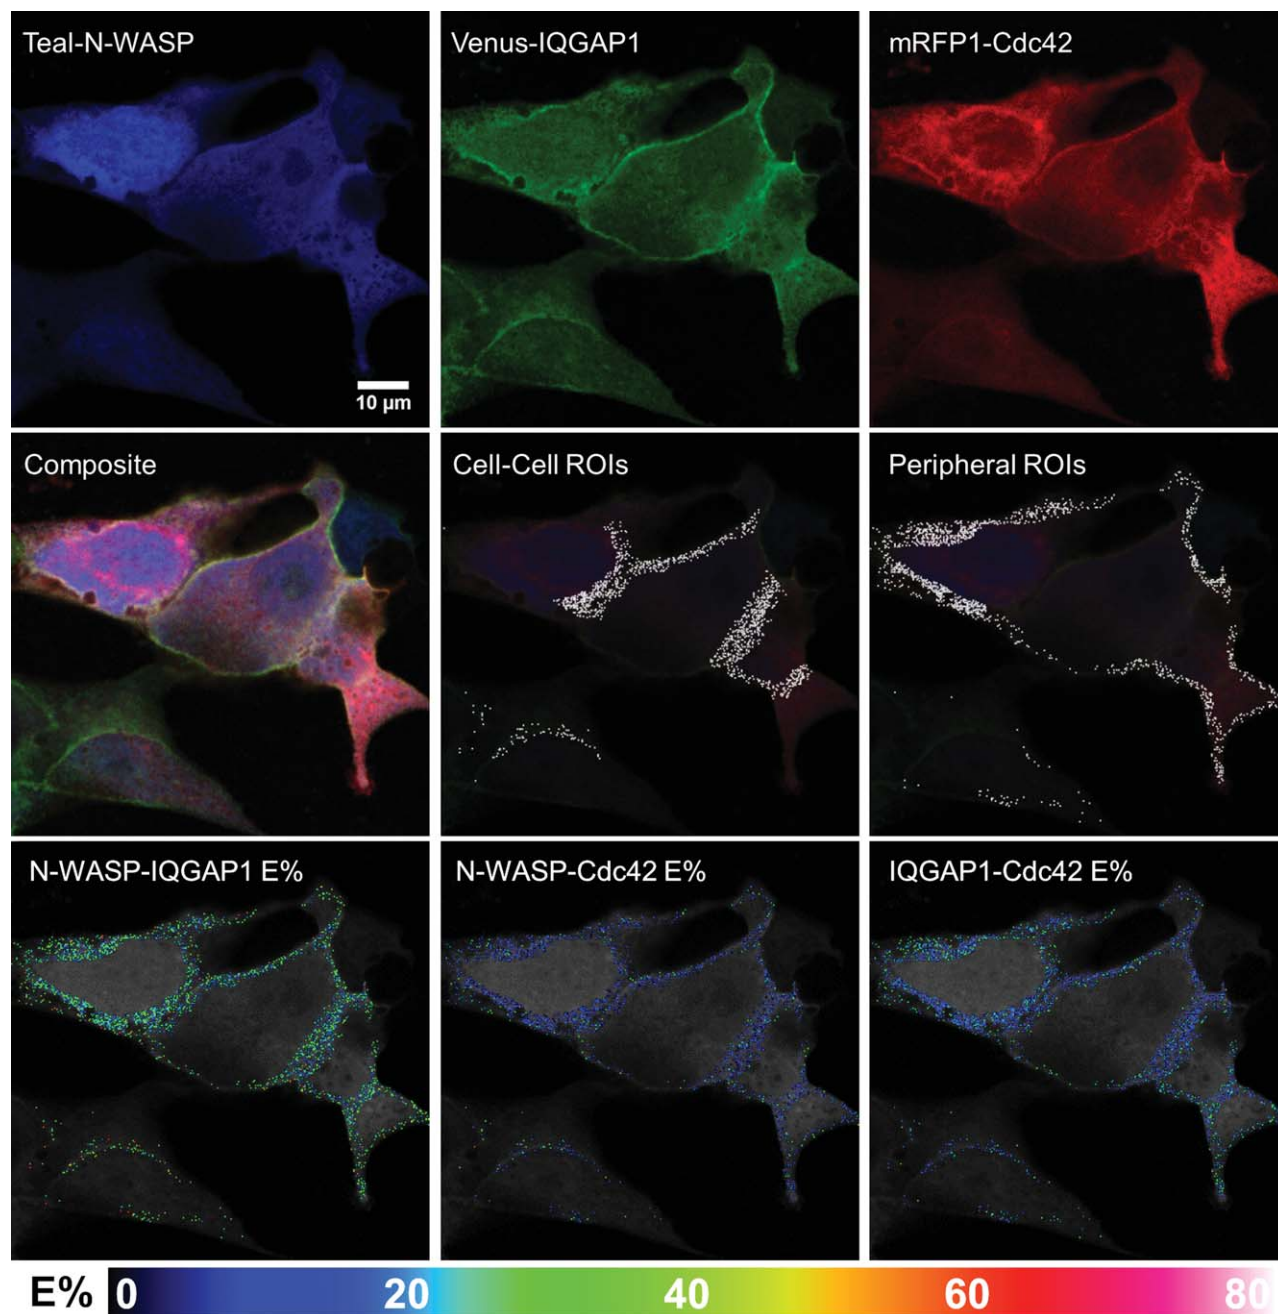 Teal-N-WASP
Venus-IQGAP1
mRFP1-Cdc42
10 µm
Composite
Cell-Cell ROIs
Peripheral ROIs
N-WASP-IQGAP1 E%
N-WASP-Cdc42 E%
IQGAP1-Cdc42 E%
E% 0 20 40 60 80